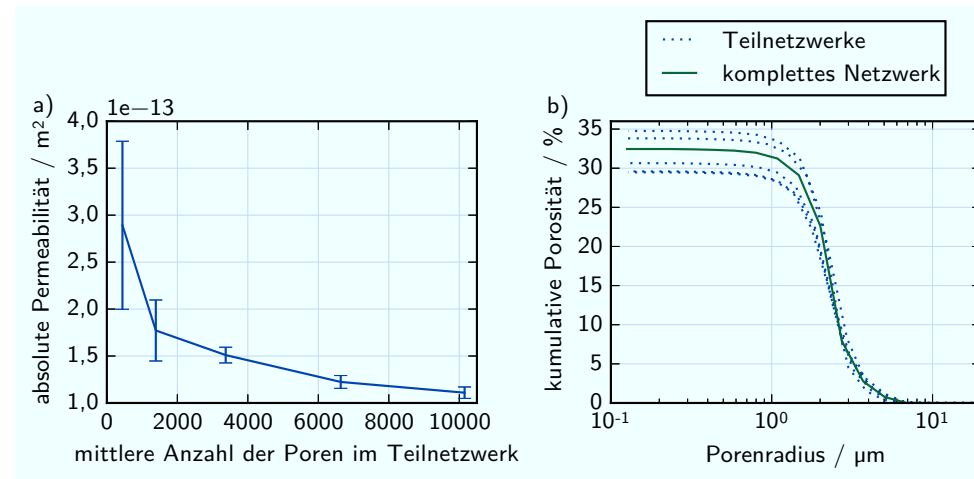 Teilnetzwerke
komplettes Netzwerk
a)
1e−13
absolute Permeabilität / m²
4,0
3,5
3,0
2,5
2,0
1,5
1,0
0 2000 4000 6000 8000 10000
mittlere Anzahl der Poren im Teilnetzwerk
b)
kumulative Porosität / %
35
30
25
20
15
10
5
0
10⁻¹ 10⁰ 10¹
Porenradius / µm